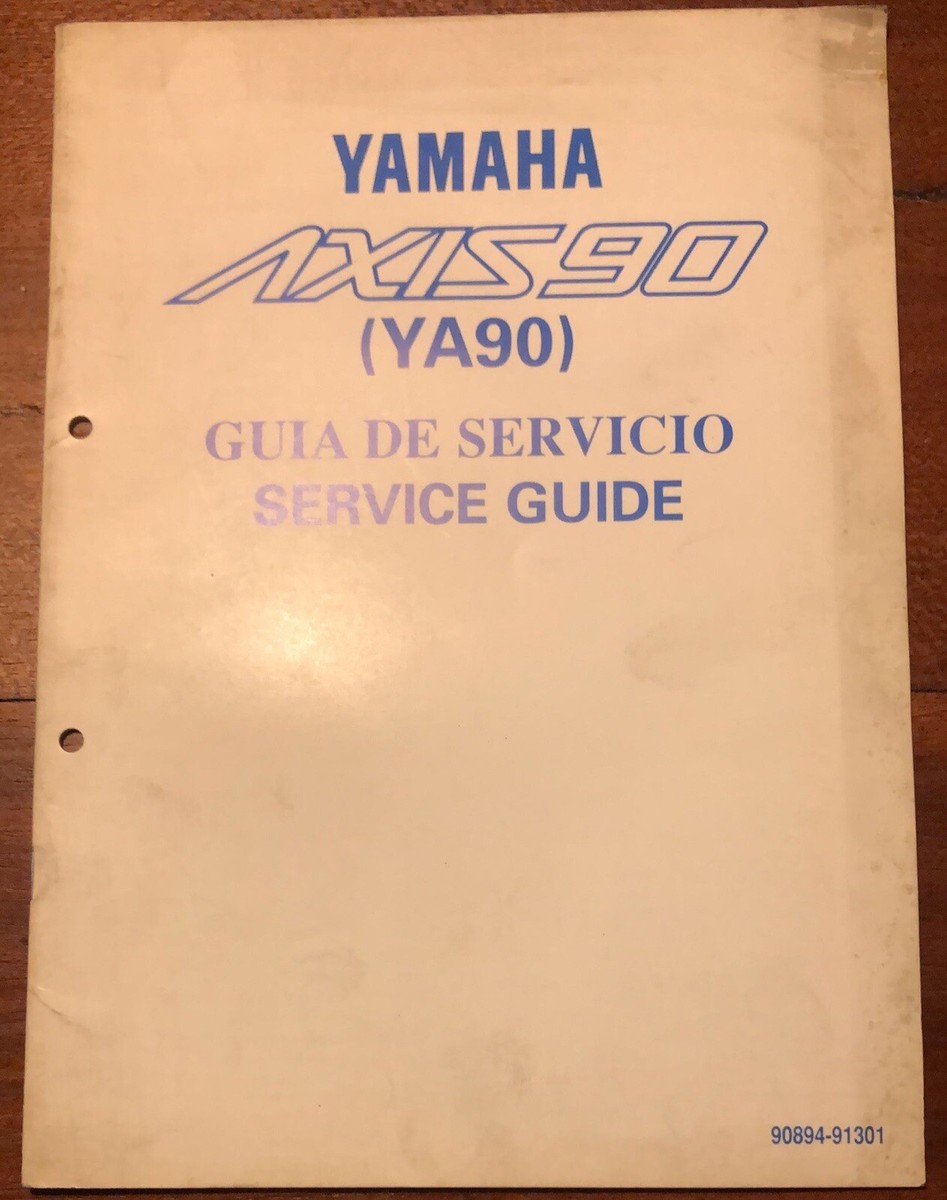 YAMAHA
AXIS90
(YA90)
GUIA DE SERVICIO
SERVICE GUIDE
90894-91301